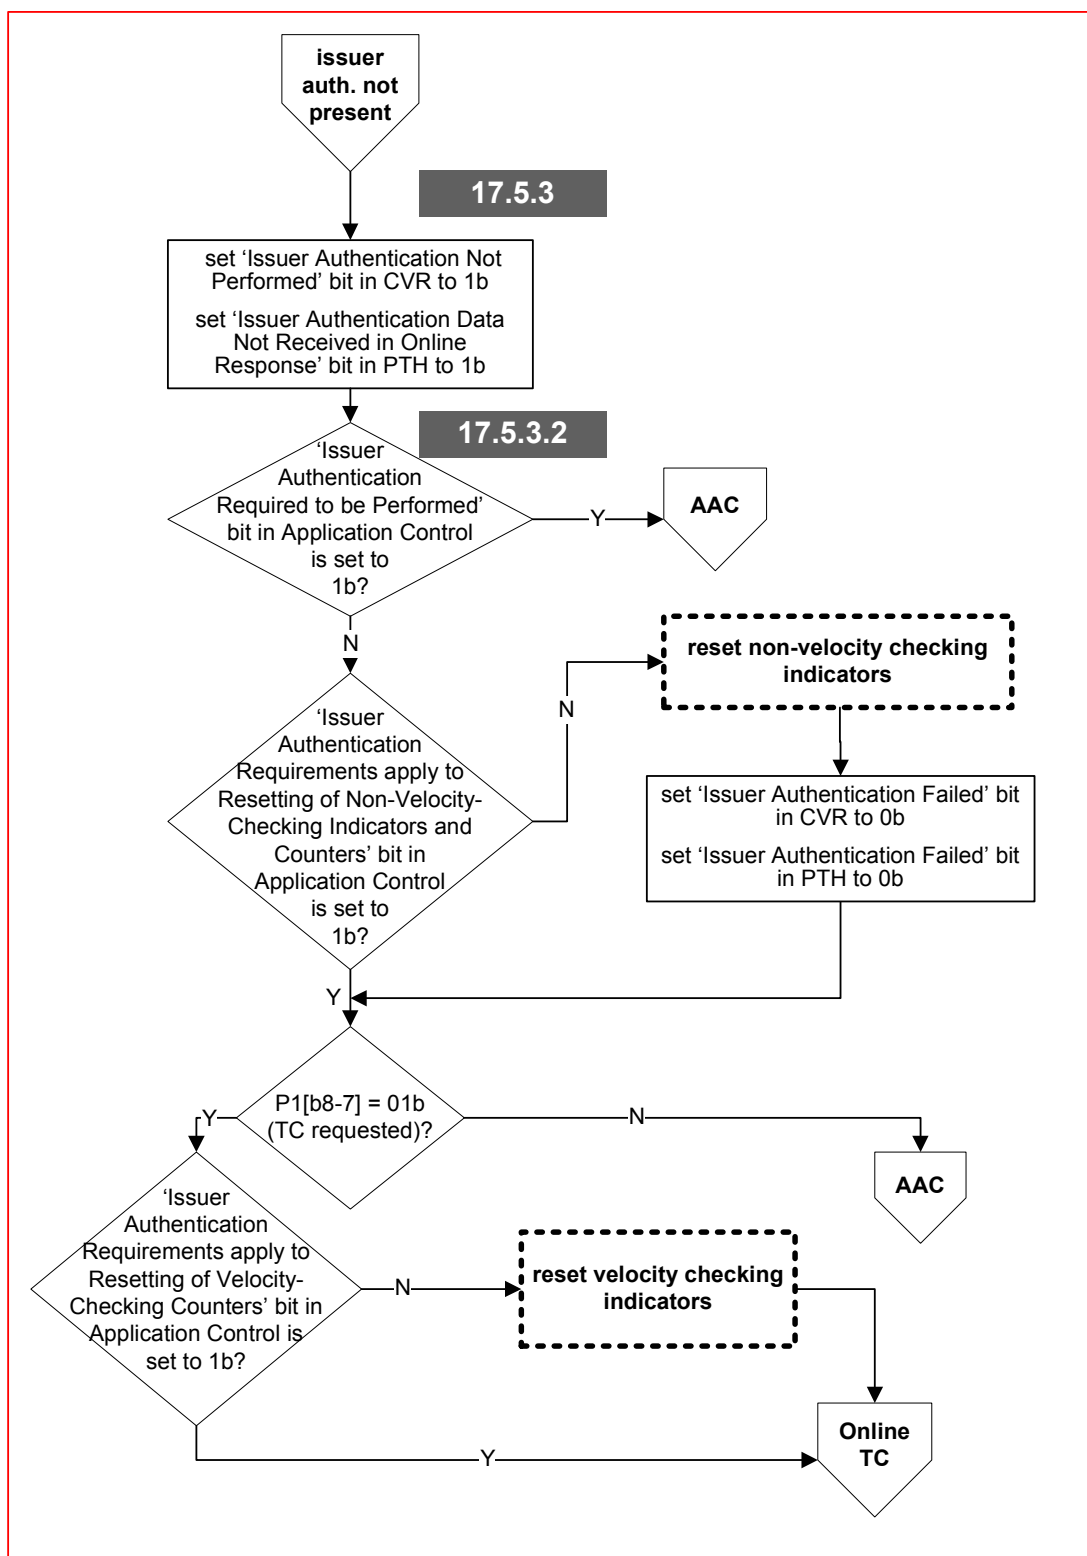 issuer
auth. not
present
17.5.3
set ‘Issuer Authentication Not
Performed’ bit in CVR to 1b
set ‘Issuer Authentication Data
Not Received in Online
Response’ bit in PTH to 1b
17.5.3.2
‘Issuer
Authentication
Required to be Performed’
bit in Application Control
is set to
1b?
Y
AAC
N
reset non-velocity checking
indicators
N
‘Issuer
Authentication
Requirements apply to
Resetting of Non-Velocity-
Checking Indicators and
Counters’ bit in
Application Control
is set to
1b?
set ‘Issuer Authentication Failed’ bit
in CVR to 0b
set ‘Issuer Authentication Failed’ bit
in PTH to 0b
Y
P1[b8-7] = 01b
(TC requested)?
Y
N
AAC
‘Issuer
Authentication
Requirements apply to
Resetting of Velocity-
Checking Counters’ bit in
Application Control is
set to 1b?
N
reset velocity checking
indicators
Y
Online
TC